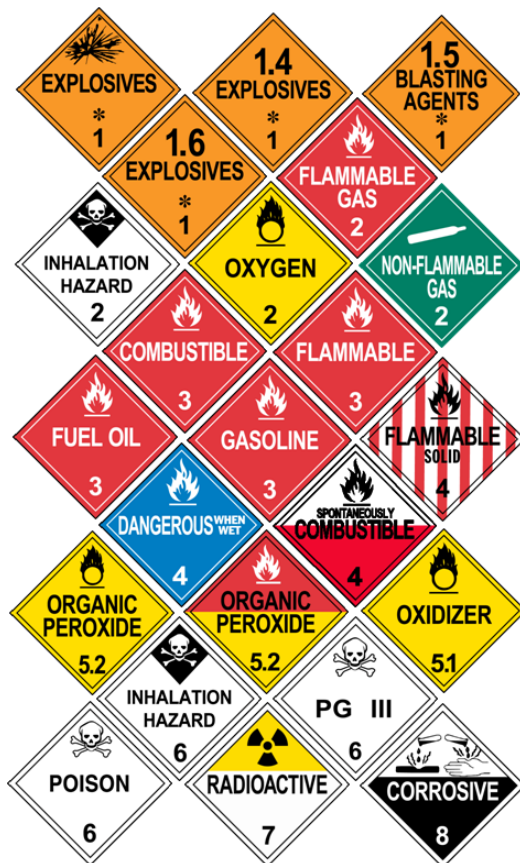 EXPLOSIVES
*
1
1.4
EXPLOSIVES
*
1
1.5
BLASTING
AGENTS
*
1
1.6
EXPLOSIVES
*
1
FLAMMABLE
GAS
2
INHALATION
HAZARD
2
OXYGEN
2
NON-FLAMMABLE
GAS
2
COMBUSTIBLE
3
FLAMMABLE
3
FUEL OIL
3
GASOLINE
3
FLAMMABLE
SOLID
4
DANGEROUS WHEN WET
4
SPONTANEOUSLY
COMBUSTIBLE
4
ORGANIC
PEROXIDE
5.2
ORGANIC
PEROXIDE
5.2
OXIDIZER
5.1
INHALATION
HAZARD
6
PG III
6
POISON
6
RADIOACTIVE
7
CORROSIVE
8